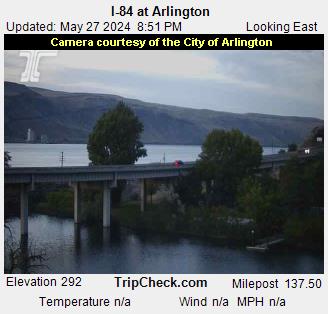 I-84 at Arlington
Updated: May 27 2024 8:51 PM Looking East
Camera courtesy of the City of Arlington
Elevation 292 TripCheck.com Milepost 137.50
Temperature n/a Wind n/a MPH n/a